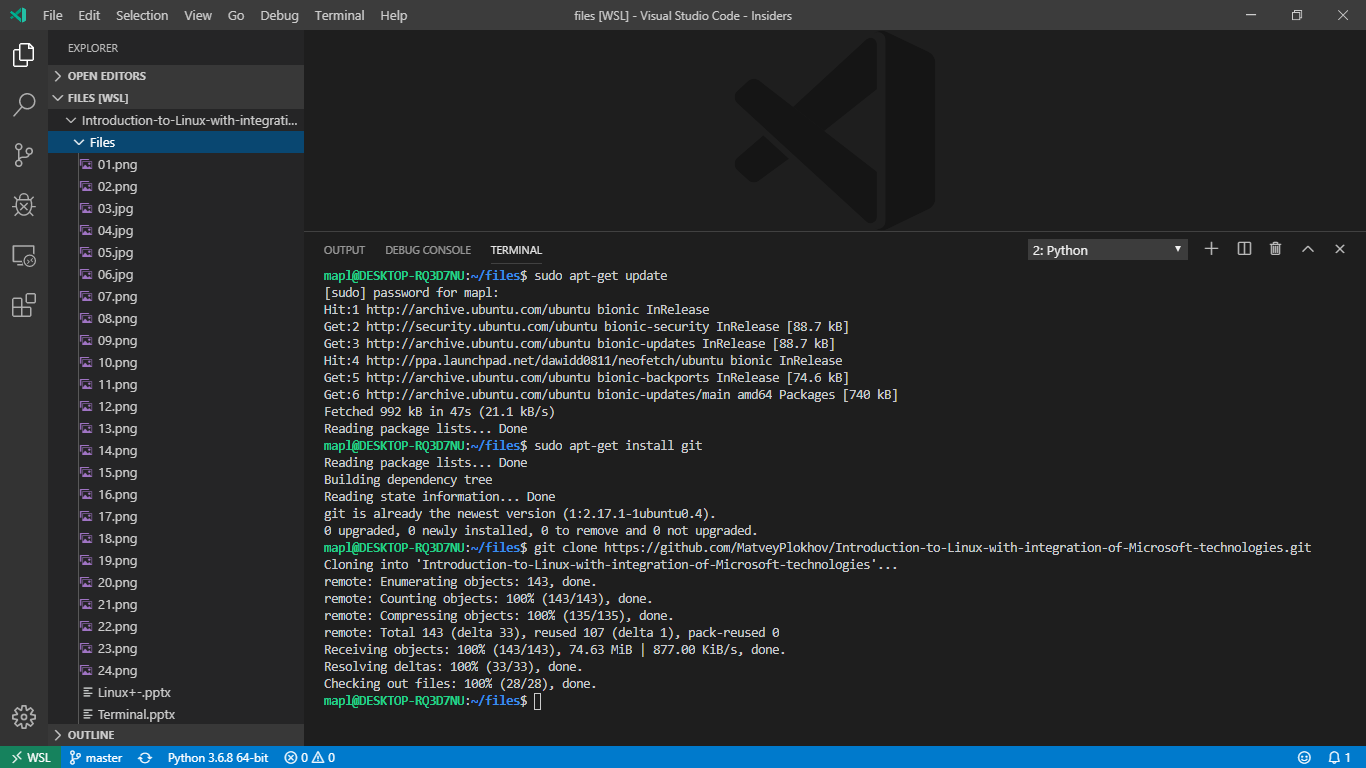 File Edit Selection View Go Debug Terminal Help
files [WSL] - Visual Studio Code - Insiders
EXPLORER
OPEN EDITORS
FILES [WSL]
Introduction-to-Linux-with-integrati...
Files
01.png
02.png
03.jpg
04.jpg
05.jpg
06.jpg
07.png
08.png
09.png
10.png
11.png
12.png
13.png
14.png
15.png
16.png
17.png
18.png
19.png
20.png
21.png
22.png
23.png
24.png
Linux+-.pptx
Terminal.pptx
OUTLINE
OUTPUT DEBUG CONSOLE TERMINAL
2: Python
mapl@DESKTOP-RQ3D7NU:~/files$ sudo apt-get update
[sudo] password for mapl:
Hit:1 http://archive.ubuntu.com/ubuntu bionic InRelease
Get:2 http://security.ubuntu.com/ubuntu bionic-security InRelease [88.7 kB]
Get:3 http://archive.ubuntu.com/ubuntu bionic-updates InRelease [88.7 kB]
Hit:4 http://ppa.launchpad.net/dawidd0811/neofetch/ubuntu bionic InRelease
Get:5 http://archive.ubuntu.com/ubuntu bionic-backports InRelease [74.6 kB]
Get:6 http://archive.ubuntu.com/ubuntu bionic-updates/main amd64 Packages [740 kB]
Fetched 992 kB in 47s (21.1 kB/s)
Reading package lists... Done
mapl@DESKTOP-RQ3D7NU:~/files$ sudo apt-get install git
Reading package lists... Done
Building dependency tree
Reading state information... Done
git is already the newest version (1:2.17.1-1ubuntu0.4).
0 upgraded, 0 newly installed, 0 to remove and 0 not upgraded.
mapl@DESKTOP-RQ3D7NU:~/files$ git clone https://github.com/MatveyPlokhov/Introduction-to-Linux-with-integration-of-Microsoft-technologies.git
Cloning into 'Introduction-to-Linux-with-integration-of-Microsoft-technologies'...
remote: Enumerating objects: 143, done.
remote: Counting objects: 100% (143/143), done.
remote: Compressing objects: 100% (135/135), done.
remote: Total 143 (delta 33), reused 107 (delta 1), pack-reused 0
Receiving objects: 100% (143/143), 74.63 MiB | 877.00 KiB/s, done.
Resolving deltas: 100% (33/33), done.
Checking out files: 100% (28/28), done.
mapl@DESKTOP-RQ3D7NU:~/files$
WSL master Python 3.6.8 64-bit 0 0 1